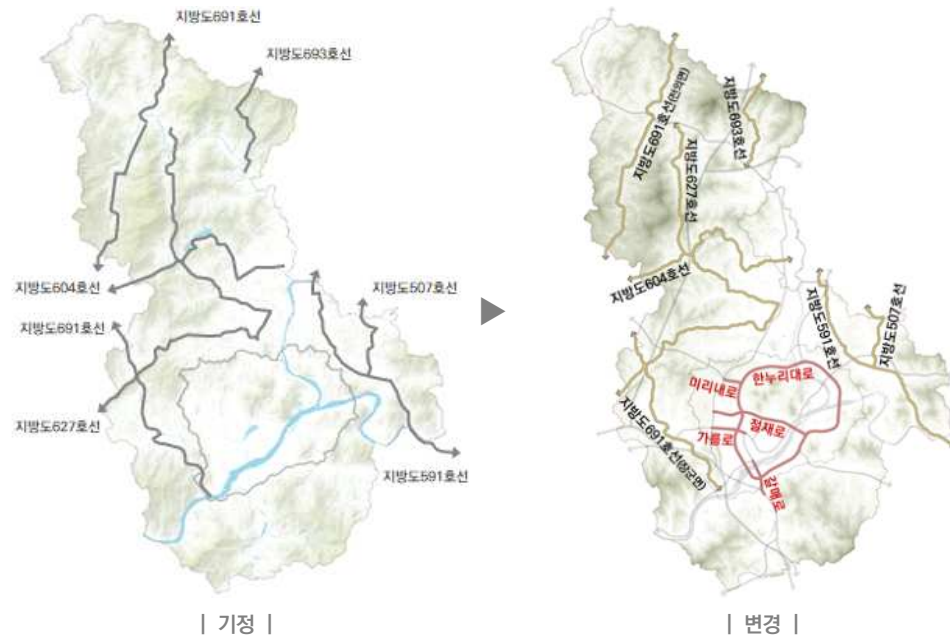 지방도691호선
지방도693호선
지방도604호선
지방도691호선
지방도507호선
지방도627호선
지방도591호선
| 기정 |
지방도691호선(전의면)
지방도693호선
지방도627호선
지방도604호선
지방도591호선
지방도507호선
미리내로
한누리대로
절재로
가름로
갈매로
지방도691호선(장군면)
| 변경 |